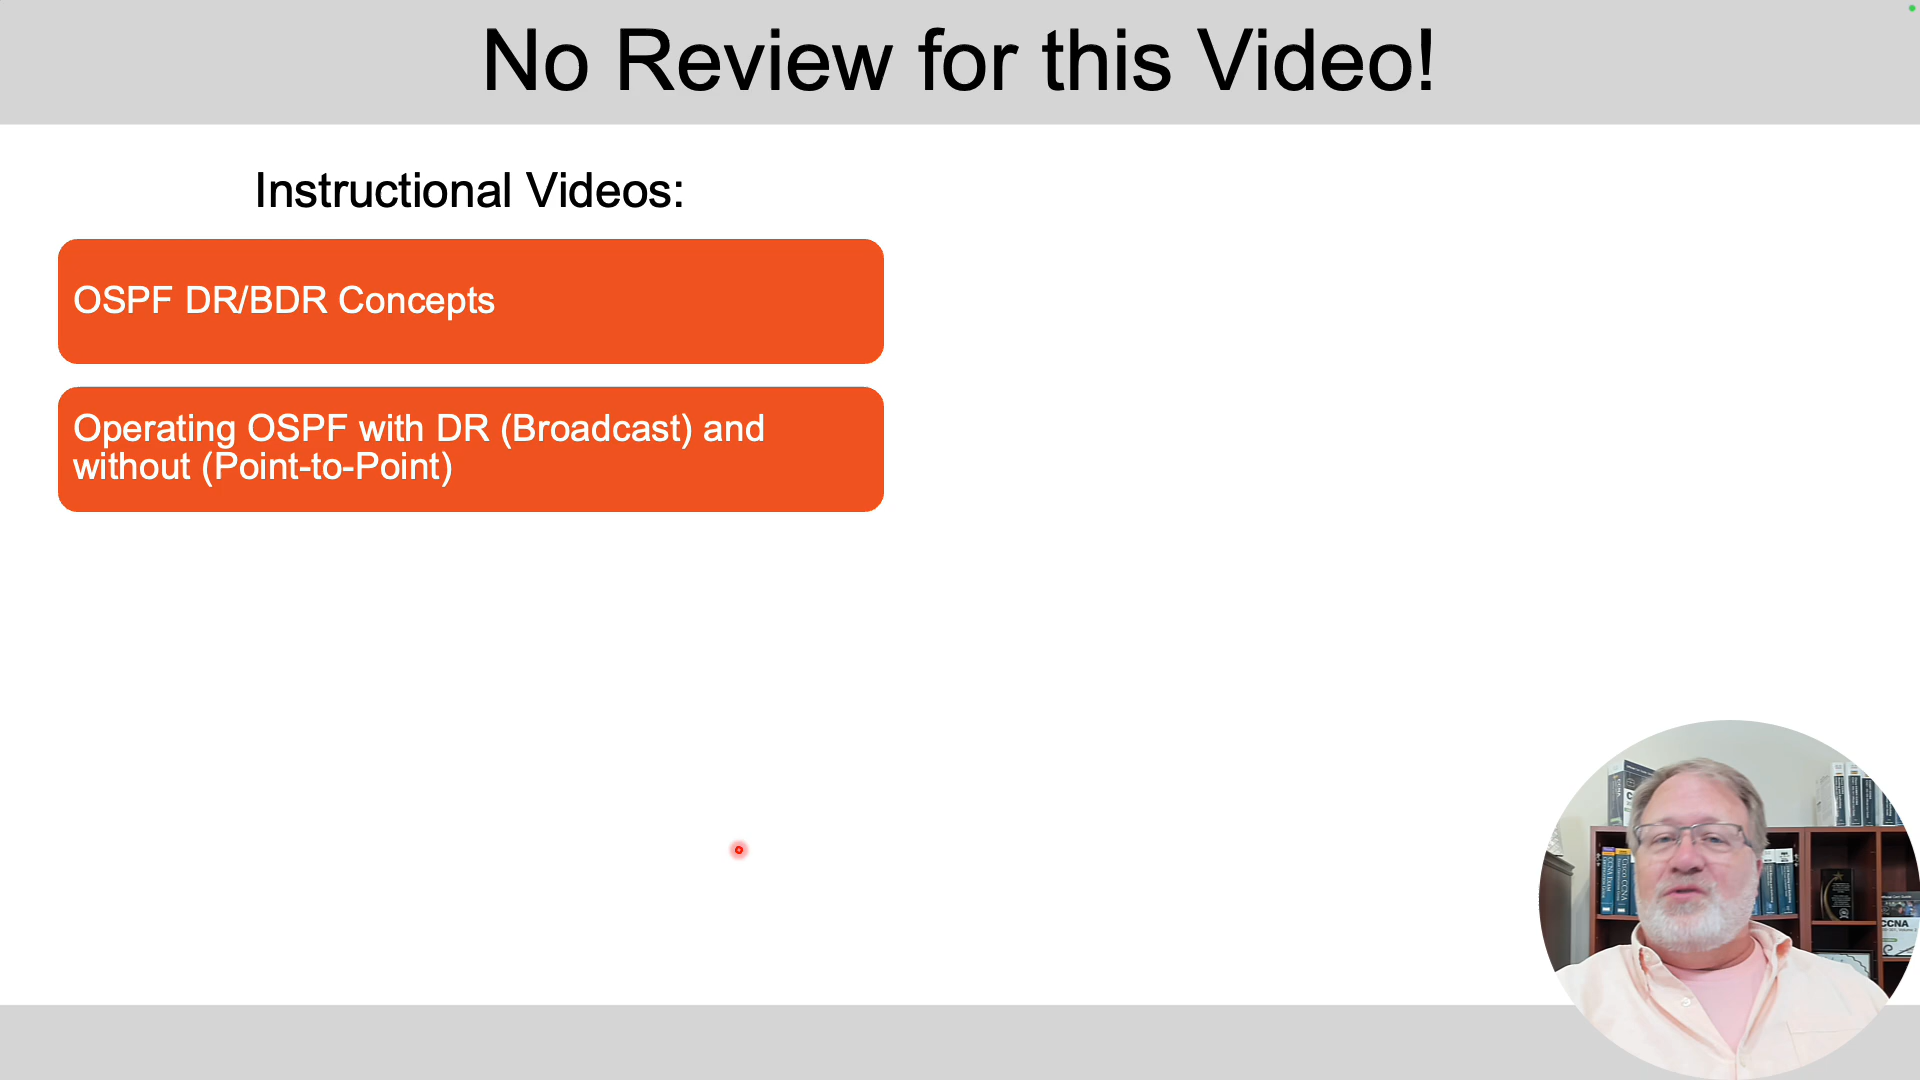 No Review for this Video!
Instructional Videos:
OSPF DR/BDR Concepts
Operating OSPF with DR (Broadcast) and
without (Point-to-Point)
CCNA